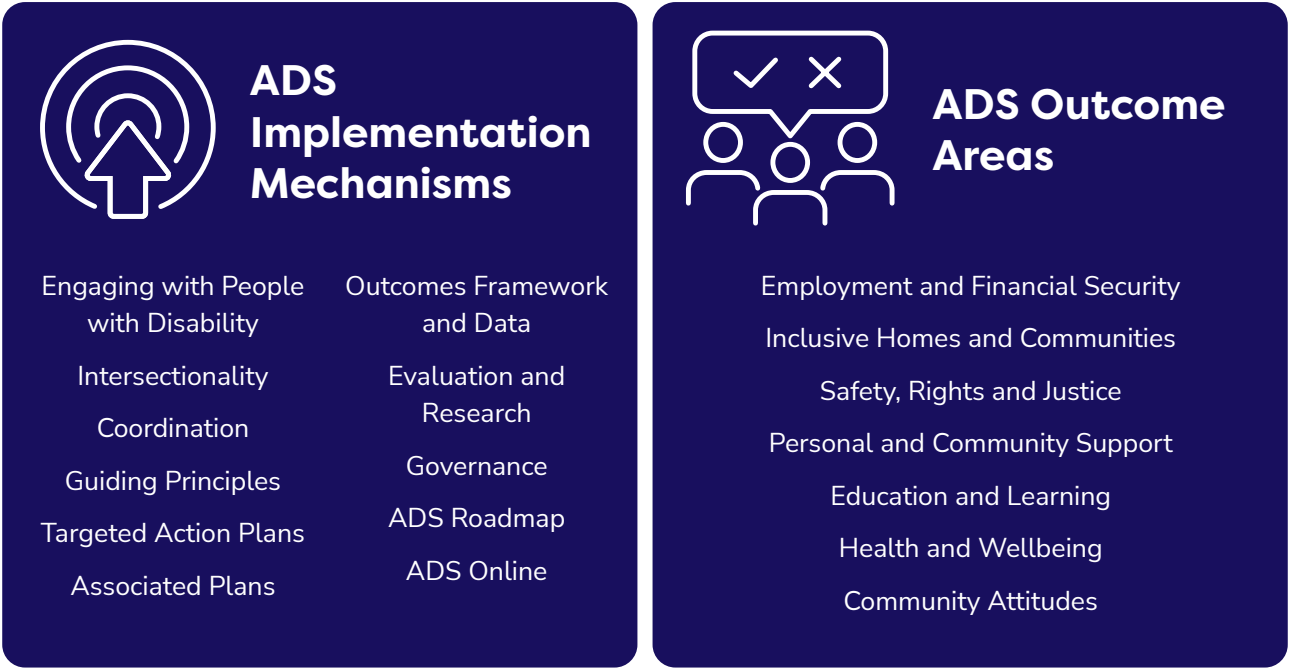 ADS
Implementation
Mechanisms
Engaging with People
with Disability
Intersectionality
Coordination
Guiding Principles
Targeted Action Plans
Associated Plans
Outcomes Framework
and Data
Evaluation and
Research
Governance
ADS Roadmap
ADS Online
ADS Outcome
Areas
Employment and Financial Security
Inclusive Homes and Communities
Safety, Rights and Justice
Personal and Community Support
Education and Learning
Health and Wellbeing
Community Attitudes